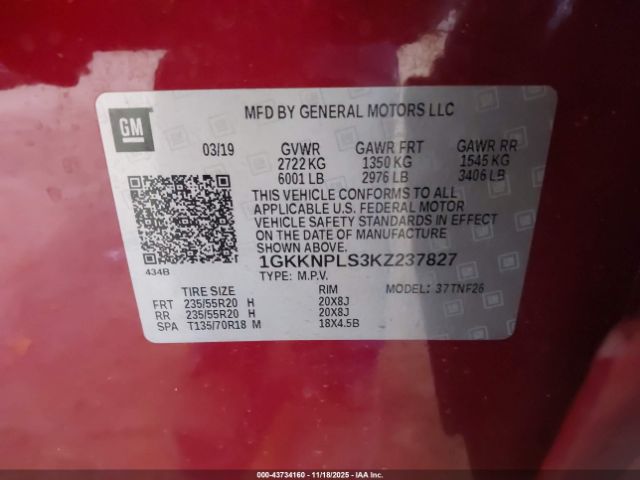 GM
MFD BY GENERAL MOTORS LLC
03/19 GVWR GAWR FRT GAWR RR
2722 KG 1350 KG 1545 KG
6001 LB 2976 LB 3406 LB
THIS VEHICLE CONFORMS TO ALL
APPLICABLE U.S. FEDERAL MOTOR
VEHICLE SAFETY STANDARDS IN EFFECT
ON THE DATE OF MANUFACTURE
SHOWN ABOVE.
434B 1GKKNPLS3KZ237827
TYPE: M.P.V. MODEL: 37TNF26
TIRE SIZE RIM
FRT 235/55R20 H 20X8J
RR 235/55R20 H 20X8J
SPA T135/70R18 M 18X4.5B
000-43734160 - 11/18/2025 - IAA Inc.